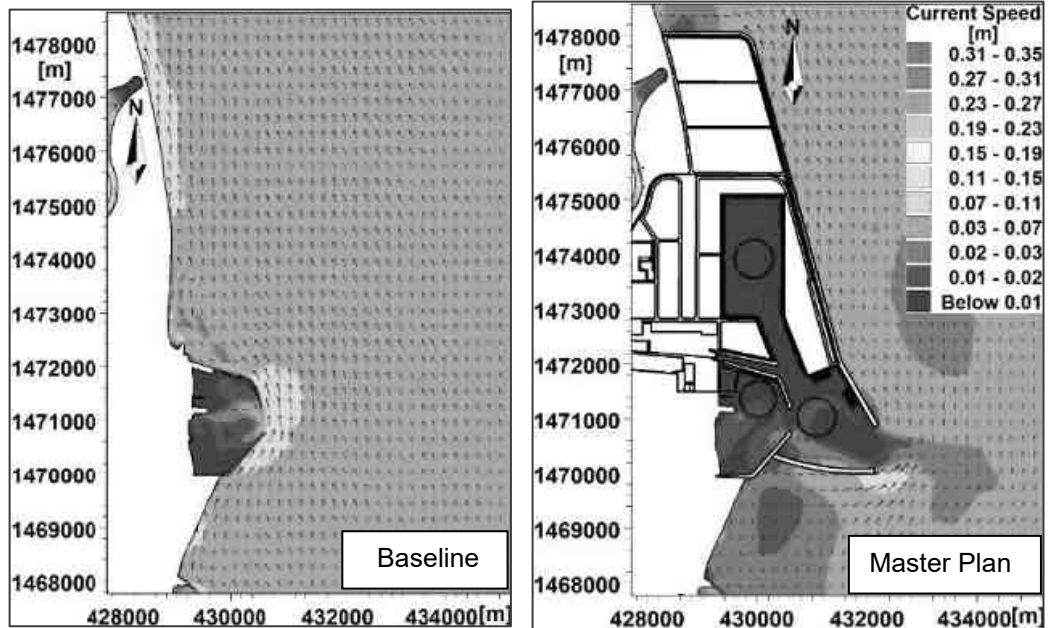 1478000
[m]
1477000
N
1476000
1475000
1474000
1473000
1472000
1471000
1470000
1469000
1468000
428000 430000 432000 434000[m]
Baseline
1478000
[m]
1477000
N
1476000
1475000
1474000
1473000
1472000
1471000
1470000
1469000
1468000
428000 430000 432000 434000[m]
Master Plan
Current Speed
[m]
0.31 - 0.35
0.27 - 0.31
0.23 - 0.27
0.19 - 0.23
0.15 - 0.19
0.11 - 0.15
0.07 - 0.11
0.03 - 0.07
0.02 - 0.03
0.01 - 0.02
Below 0.01